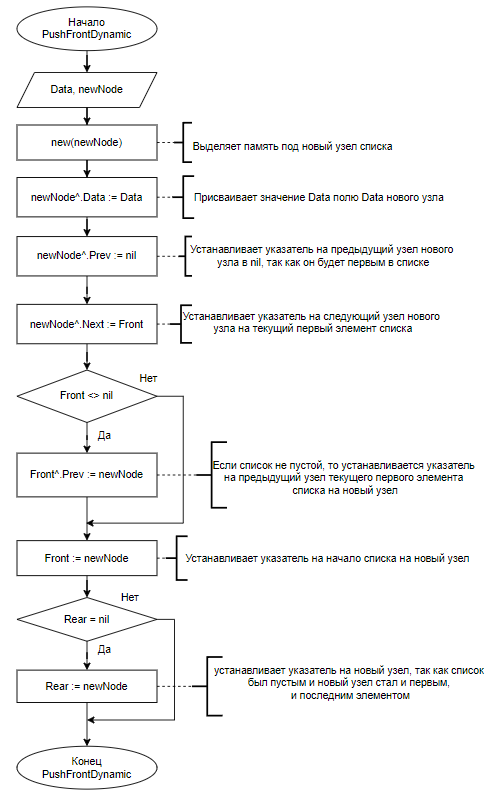 Начало
PushFrontDynamic
Data, newNode
new(newNode)
Выделяет память под новый узел списка
newNode^.Data := Data
Присваивает значение Data полю Data нового узла
newNode^.Prev := nil
Устанавливает указатель на предыдущий узел нового
узла в nil, так как он будет первым в списке
newNode^.Next := Front
Устанавливает указатель на следующий узел нового
узла на текущий первый элемент списка
Front <> nil
Нет
Да
Front^.Prev := newNode
Если список не пустой, то устанавливается указатель
на предыдущий узел текущего первого элемента
списка на новый узел
Front := newNode
Устанавливает указатель на начало списка на новый узел
Нет
Rear = nil
Да
Rear := newNode
устанавливает указатель на новый узел, так как список
был пустым и новый узел стал и первым,
и последним элементом
Конец
PushFrontDynamic